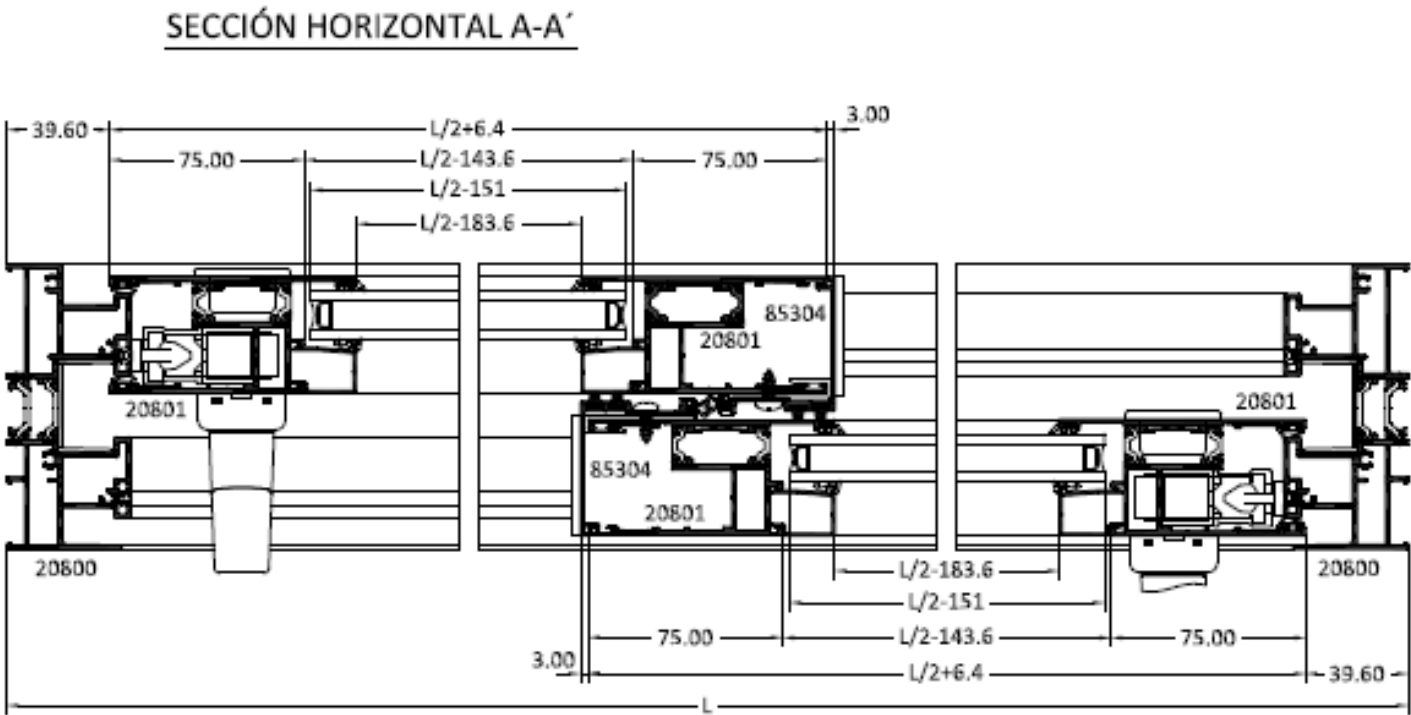 SECCIÓN HORIZONTAL A-A´
39.60
L/2+6.4
3.00
75.00
L/2-143.6
75.00
L/2-151
L/2-183.6
85304
20801
20801
20801
85304
20801
20800
20800
L/2-183.6
L/2-151
75.00
L/2-143.6
75.00
3.00
L/2+6.4
39.60
L